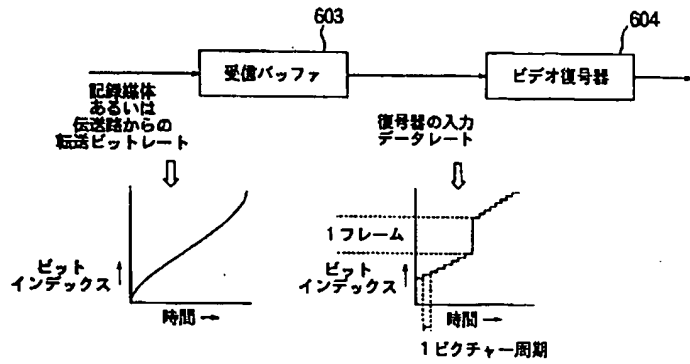 603
604
受信バッファ
ビデオ復号器
記録媒体
あるいは
伝送路からの
転送ビットレート
復号器の入力
データレート
ビット
インデックス
時間
1フレーム
ビット
インデックス
時間
1ピクチャー周期